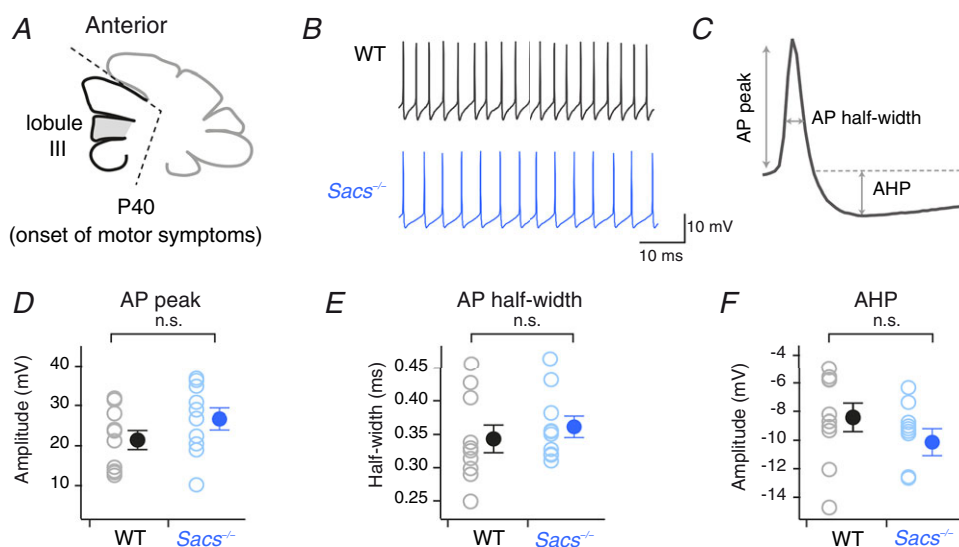 A
Anterior
lobule
III
P40
(onset of motor symptoms)
B
WT
Sacs–/–
10 mV
10 ms
C
AP peak
AP half-width
AHP
D
AP peak
n.s.
Amplitude (mV)
40
30
20
10
WT
Sacs–/–
E
AP half-width
n.s.
Half-width (ms)
0.45
0.40
0.35
0.30
0.25
WT
Sacs–/–
F
AHP
n.s.
Amplitude (mV)
-4
-6
-8
-10
-12
-14
WT
Sacs–/–